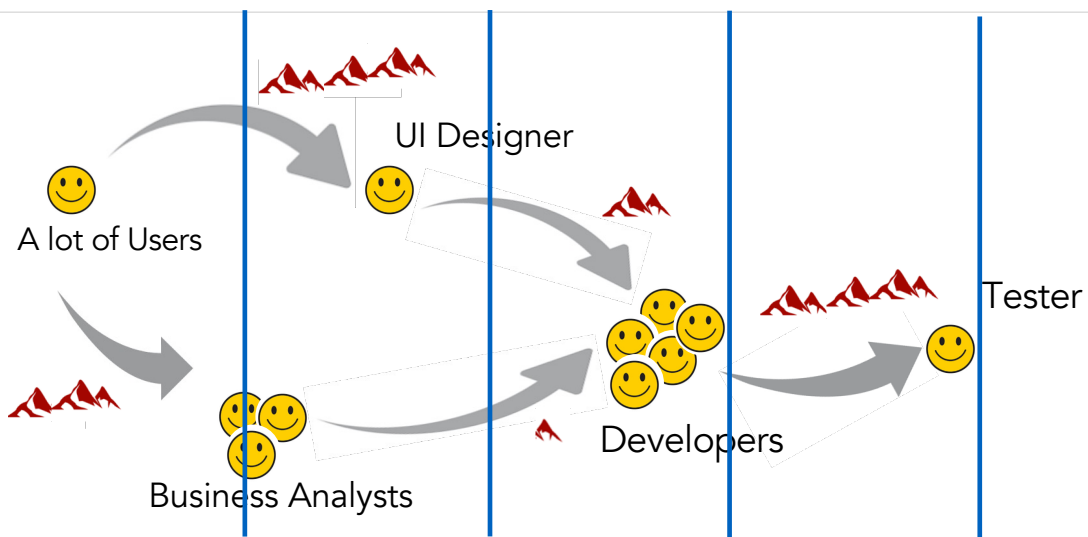 UI Designer
A lot of Users
Tester
Developers
Business Analysts